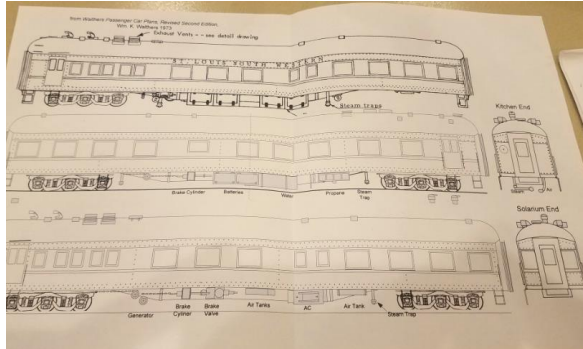 from Walthers Passenger Car Plans, Revised Second Edition,
Wm. K. Walthers 1973
Exhaust Vents -- see detail drawing
ST. LOUIS SOUTH WESTERN
Steam traps
Kitchen End
Brake Cylinder
Batteries
Water
Propane
Steam
Trap
Steam
Air
Solarium End
Generator
Brake
Cyliner
Brake
Valve
Air Tanks
AC
Air Tank
Steam Trap